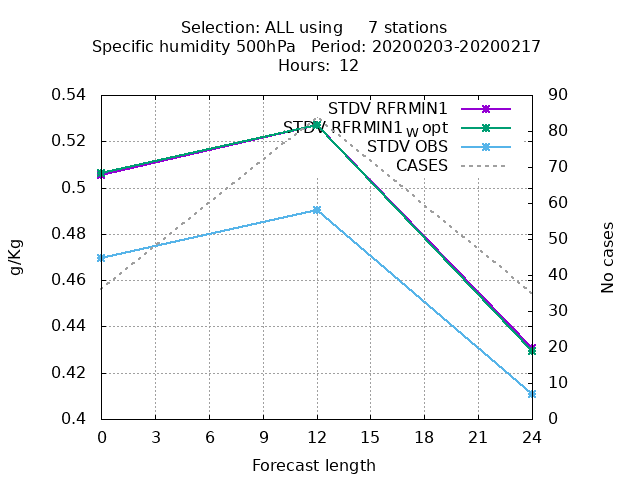 Selection: ALL using 7 stations
Specific humidity 500hPa Period: 20200203-20200217
Hours: 12
STDV RFRMIN1
STDV RFRMIN1_W opt
STDV OBS
CASES
g/Kg
0.54
0.52
0.5
0.48
0.46
0.44
0.42
0.4
90
80
70
60
50
40
30
20
10
0
No cases
0 3 6 9 12 15 18 21 24
Forecast length